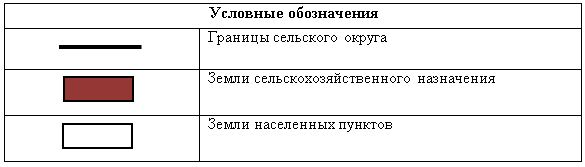 Условные обозначения
Границы сельского округа
Земли сельскохозяйственного назначения
Земли населенных пунктов